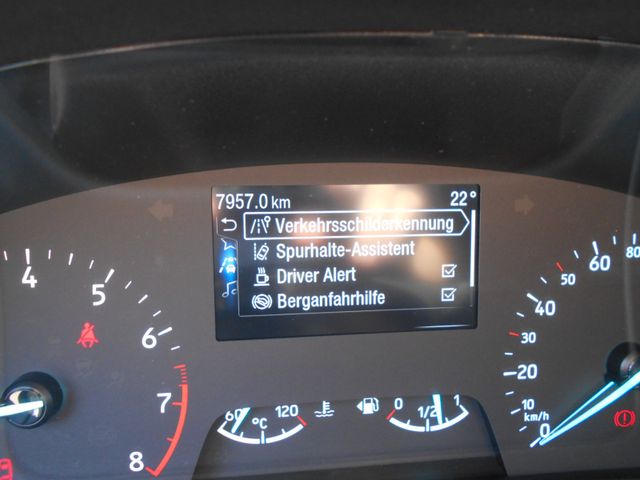 7957.0 km 22°
Verkehrsschilderkennung
Spurhalte-Assistent
Driver Alert
Berganfahrhilfe
4
5
6
7
8
60 °C 120
0 1/2 1
0
10
20
30
40
50
60
80
km/h